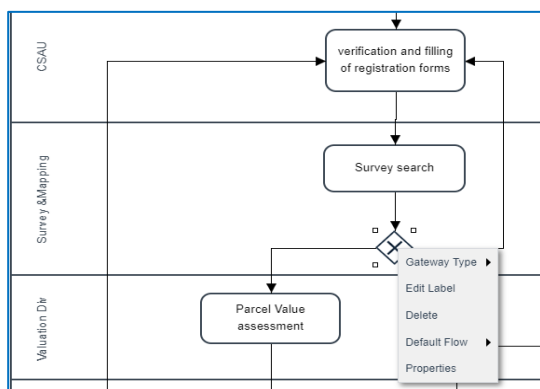 CSAU
verification and filling
of registration forms
Survey &Mapping
Survey search
Gateway Type
Edit Label
Delete
Default Flow
Properties
Valuation Div
Parcel Value
assessment